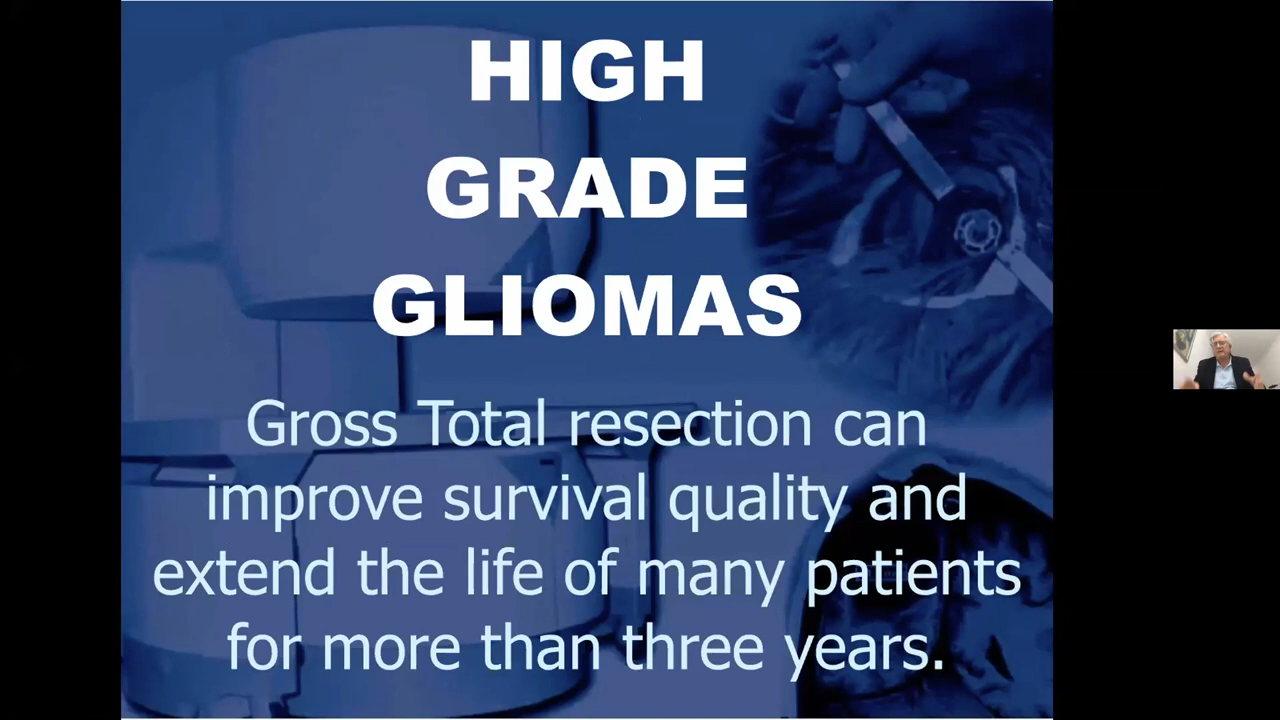 HIGH
GRADE
GLIOMAS
Gross Total resection can
improve survival quality and
extend the life of many patients
for more than three years.